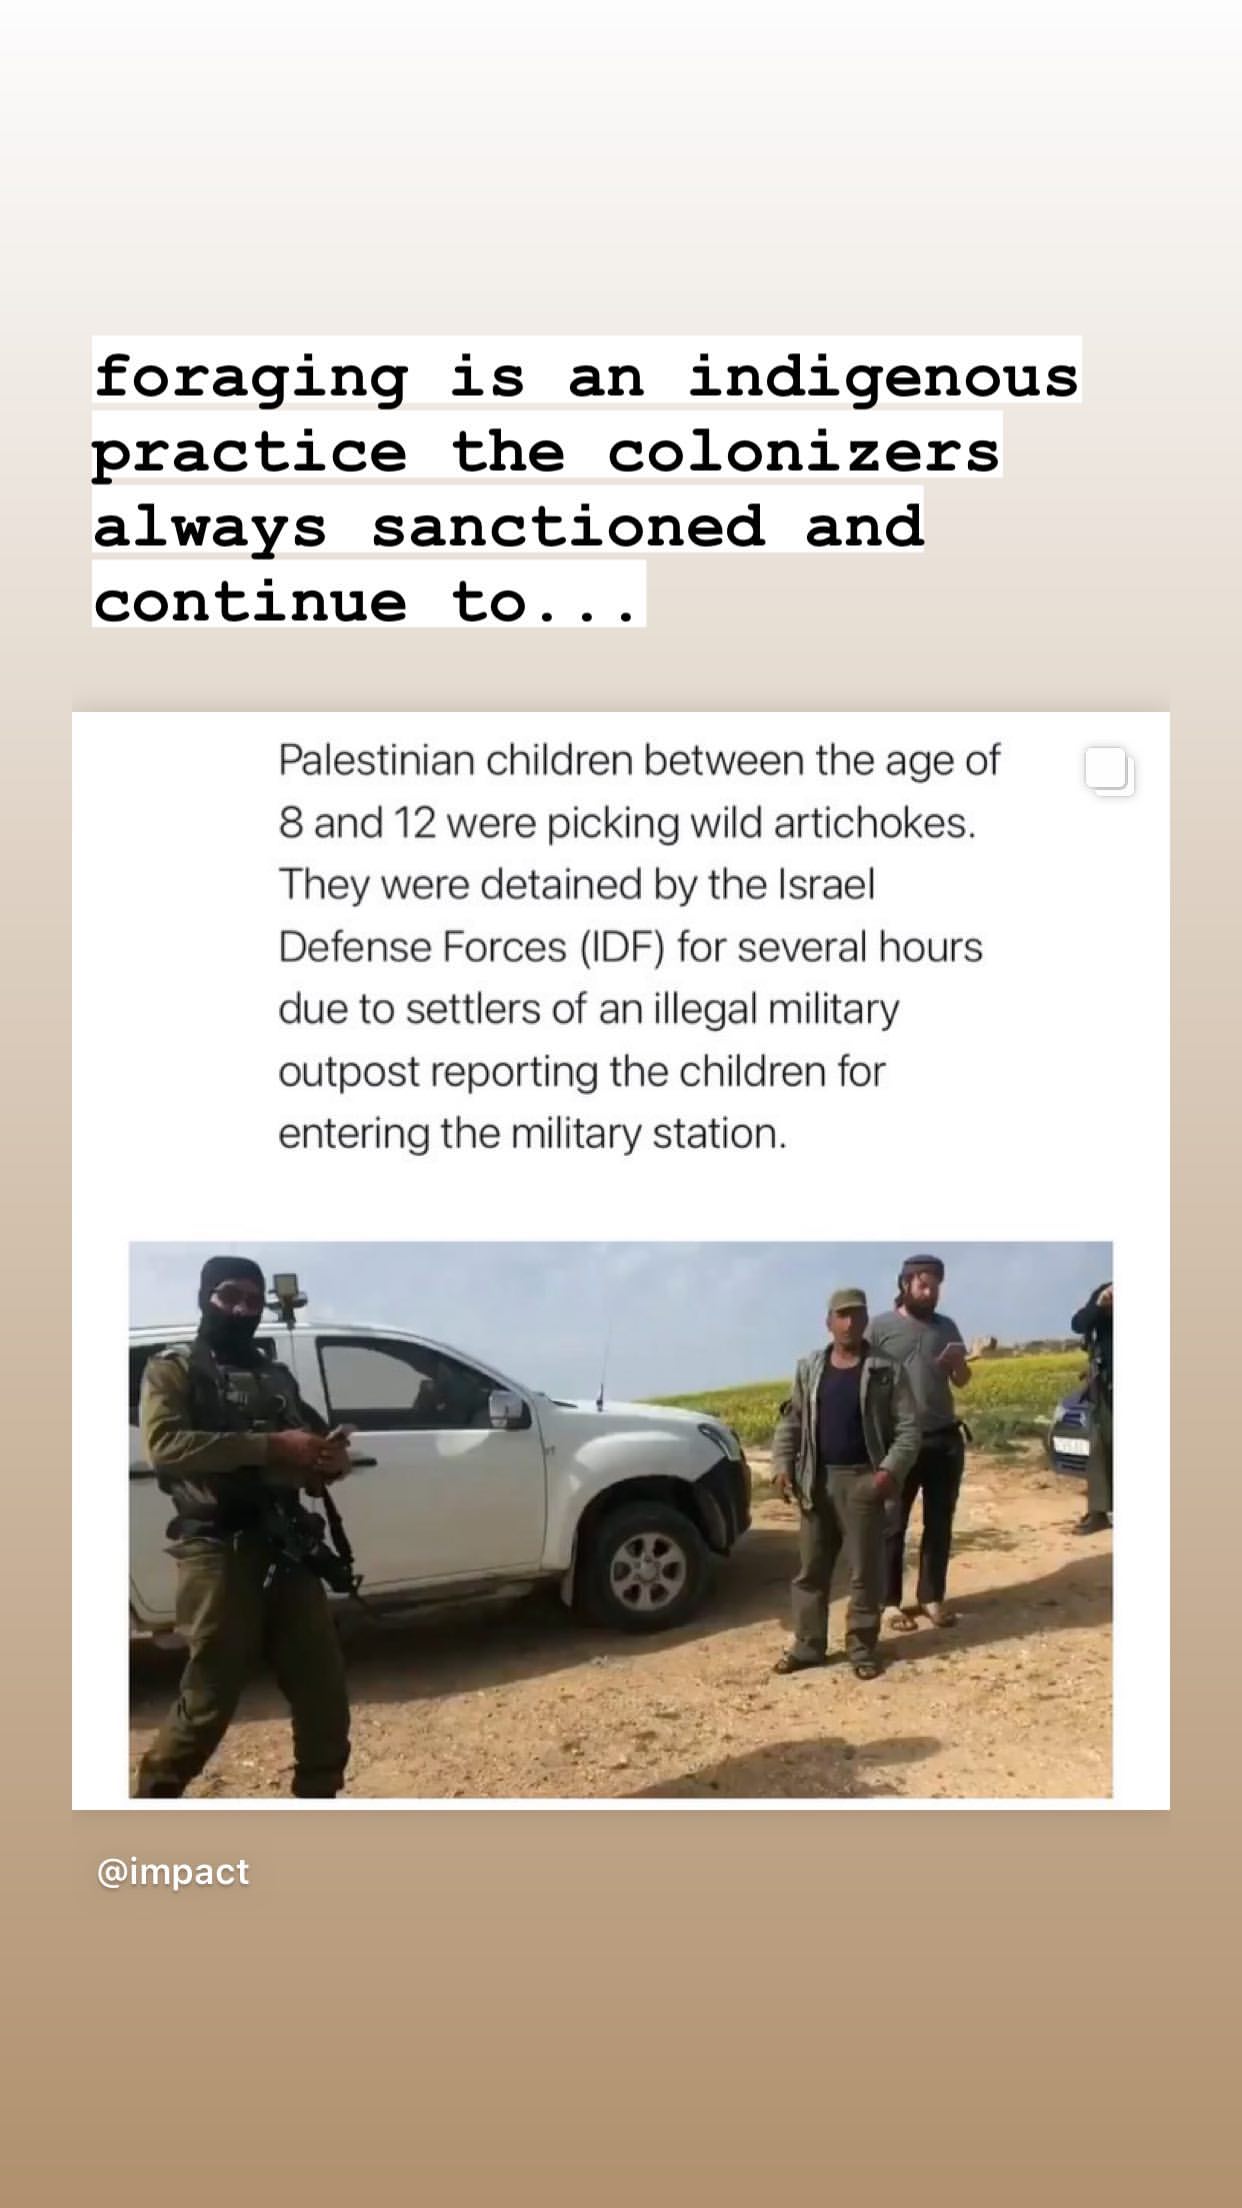 foraging is an indigenous
practice the colonizers
always sanctioned and
continue to...
Palestinian children between the age of
8 and 12 were picking wild artichokes.
They were detained by the Israel
Defense Forces (IDF) for several hours
due to settlers of an illegal military
outpost reporting the children for
entering the military station.
@impact